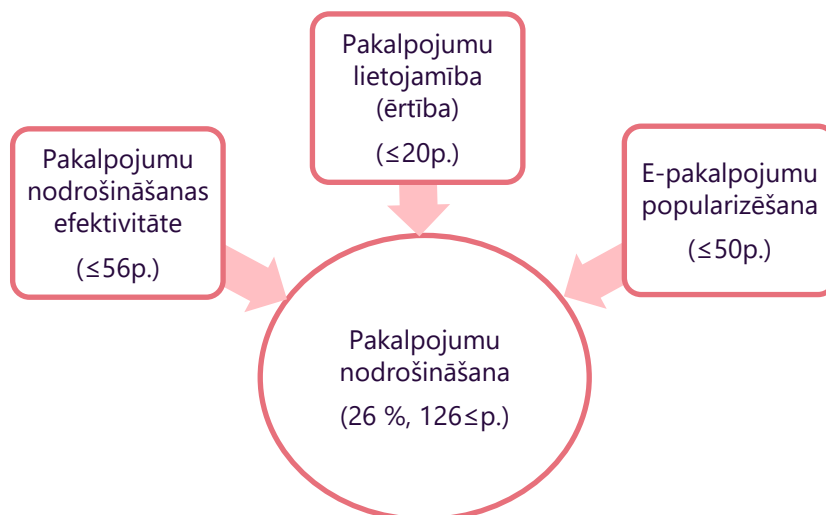 Pakalpojumu
lietojamība
(ērtība)
(≤20p.)
Pakalpojumu
nodrošināšanas
efektivitāte
(≤56p.)
E-pakalpojumu
popularizēšana
(≤50p.)
Pakalpojumu
nodrošināšana
(26 %, 126≤p.)